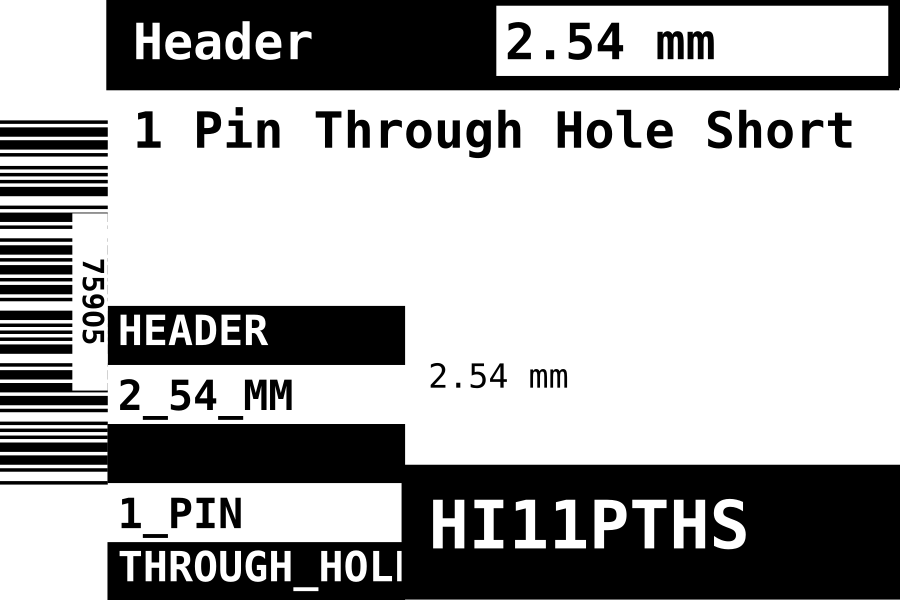 Header
2.54 mm
1 Pin Through Hole Short
75905
HEADER
2_54_MM
2.54 mm
1_PIN
HI11PTHS